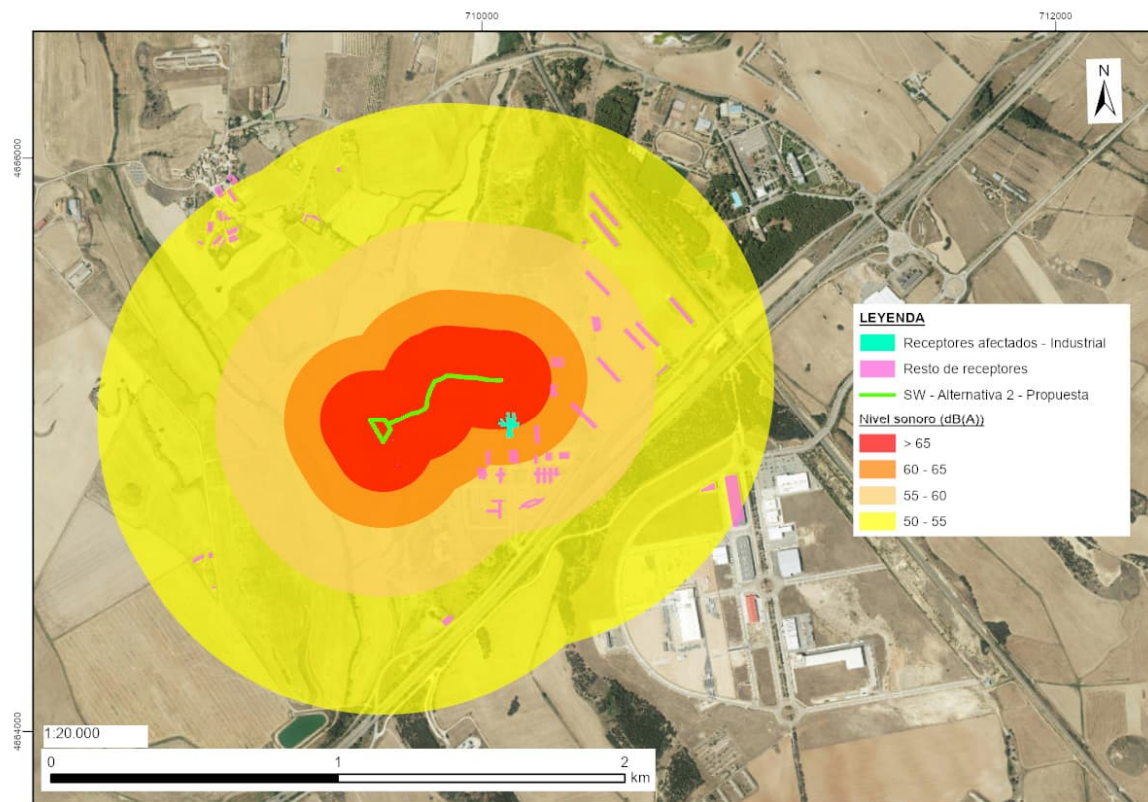 710000
712000
N
4666000
LEYENDA
Receptores afectados - Industrial
Resto de receptores
SW - Alternativa 2 - Propuesta
Nivel sonoro (dB(A))
> 65
60 - 65
55 - 60
50 - 55
4664000
1:20.000
0 1 2
km